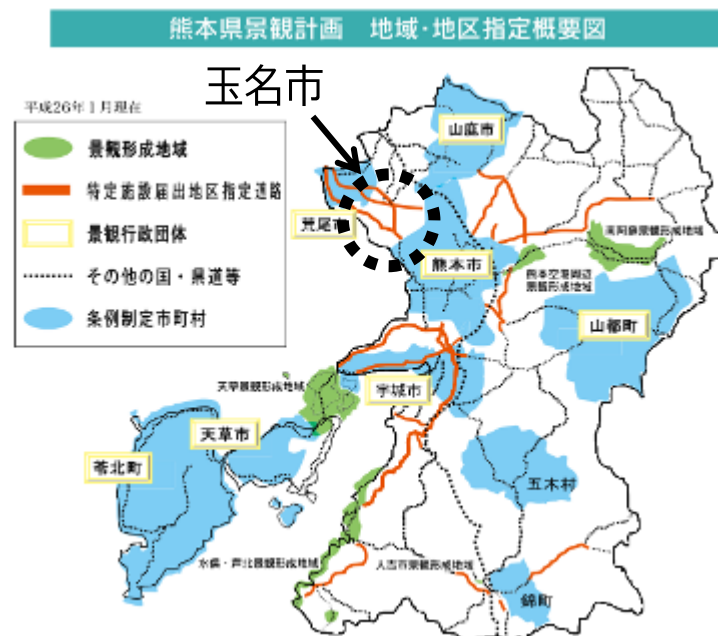 熊本県景観計画 地域・地区指定概要図
玉名市
平成26年1月現在
景観形成地域
特定施設届出地区指定道路
景観行政団体
その他の国・県道等
条例制定市町村
山鹿市
荒尾市
熊本市
南阿蘇景観形成地域
熊本空港周辺
景観形成地域
山都町
天草景観形成地域
宇城市
天草市
苓北町
五木村
水俣・芦北景観形成地域
人吉市景観形成地域
錦町